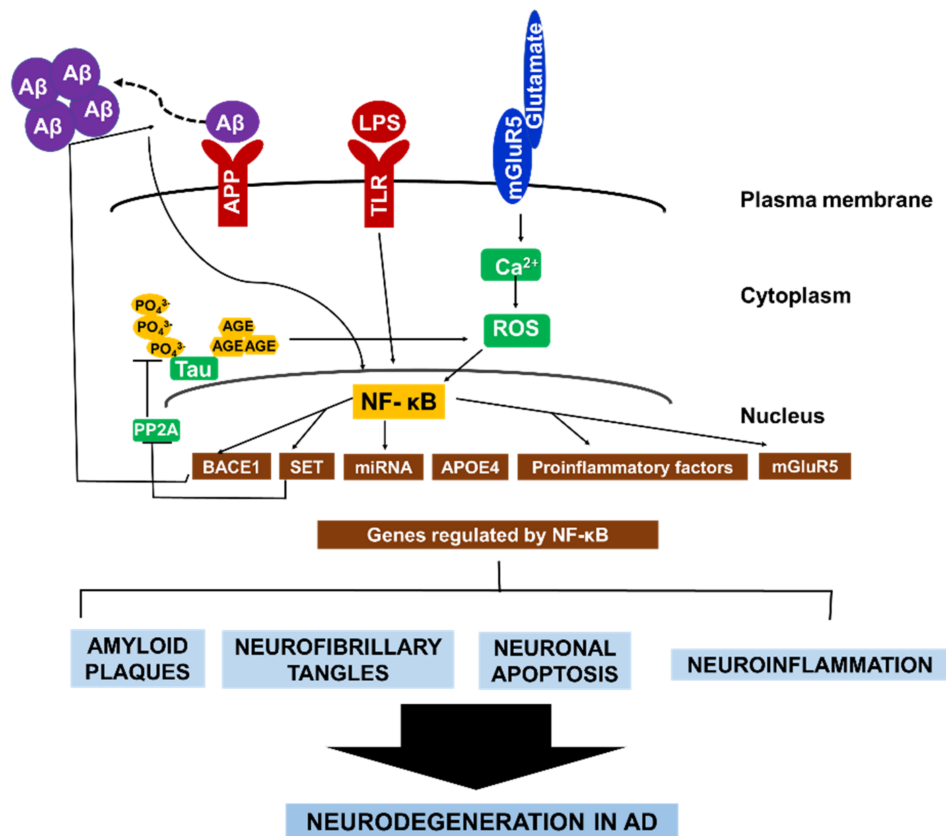 Aβ
Aβ
Aβ
Aβ
Aβ
APP
LPS
TLR
Glutamate
mGluR5
Plasma membrane
Ca²⁺
Cytoplasm
ROS
PO₄³⁻
PO₄³⁻
PO₄³⁻
AGE
AGE AGE
Tau
NF- κB
Nucleus
PP2A
BACE1
SET
miRNA
APOE4
Proinflammatory factors
mGluR5
Genes regulated by NF-κB
AMYLOID
PLAQUES
NEUROFIBRILLARY
TANGLES
NEURONAL
APOPTOSIS
NEUROINFLAMMATION
NEURODEGENERATION IN AD